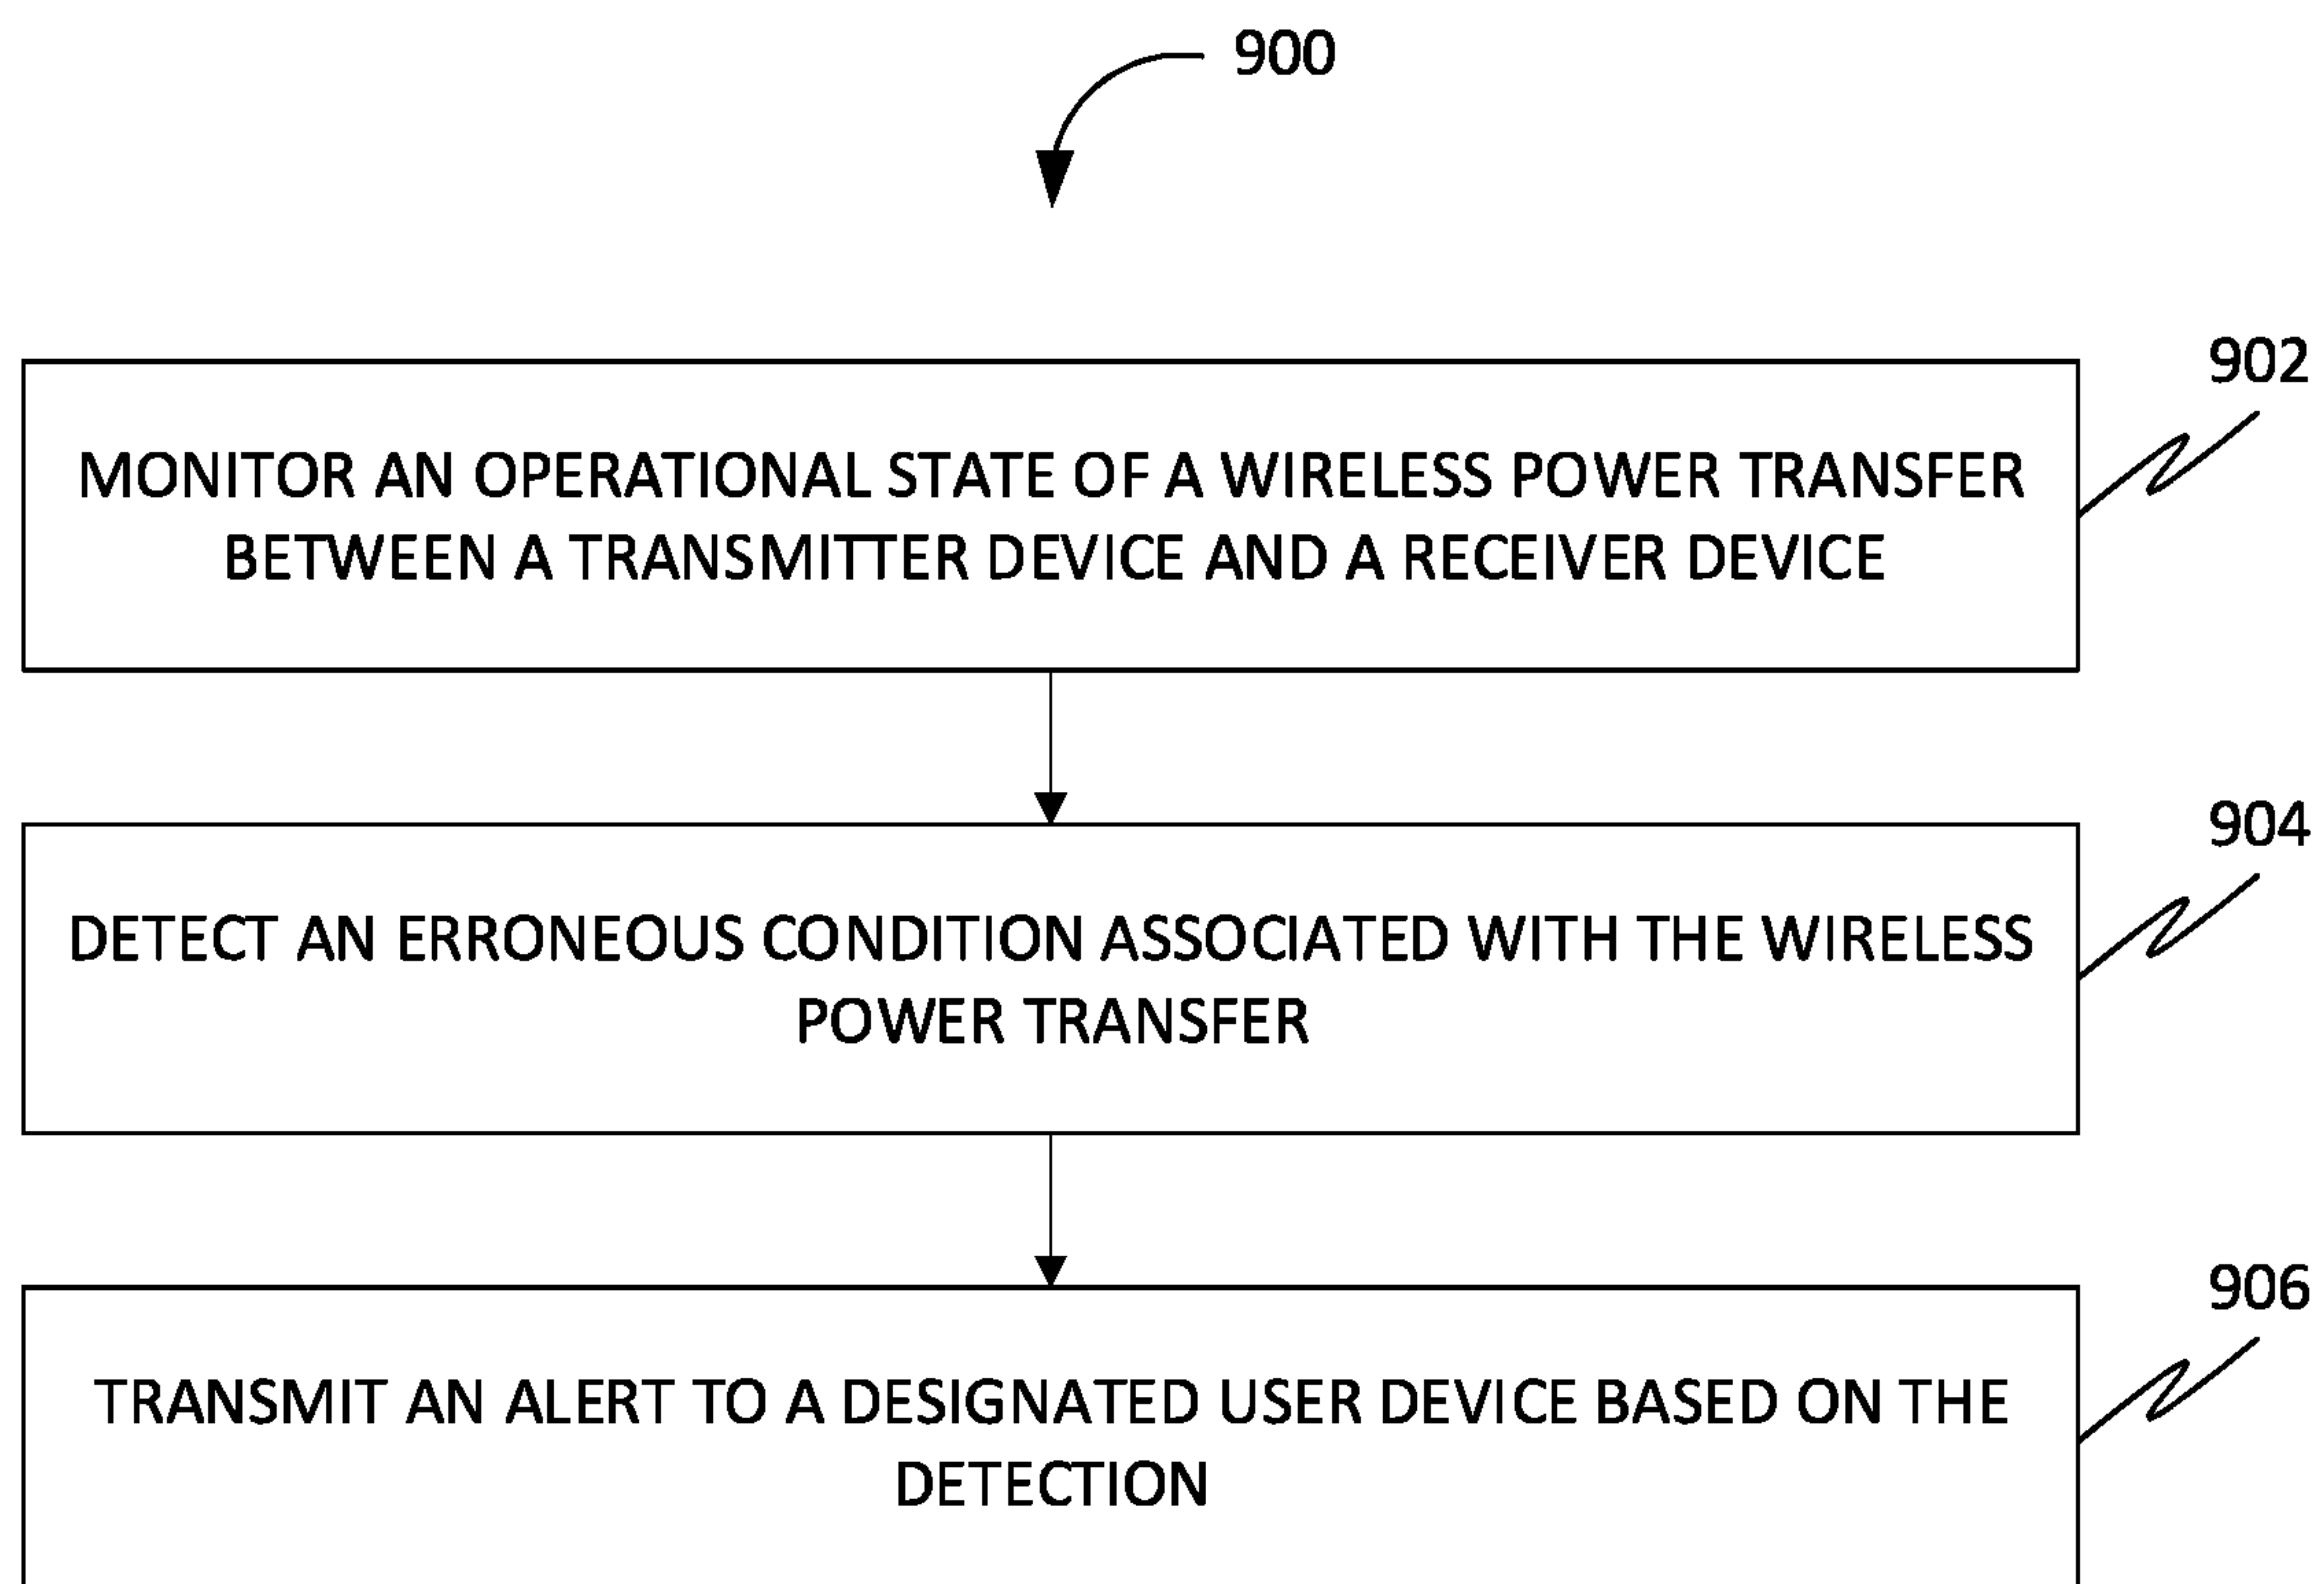 900
902
MONITOR AN OPERATIONAL STATE OF A WIRELESS POWER TRANSFER
BETWEEN A TRANSMITTER DEVICE AND A RECEIVER DEVICE
904
DETECT AN ERRONEOUS CONDITION ASSOCIATED WITH THE WIRELESS
POWER TRANSFER
906
TRANSMIT AN ALERT TO A DESIGNATED USER DEVICE BASED ON THE
DETECTION